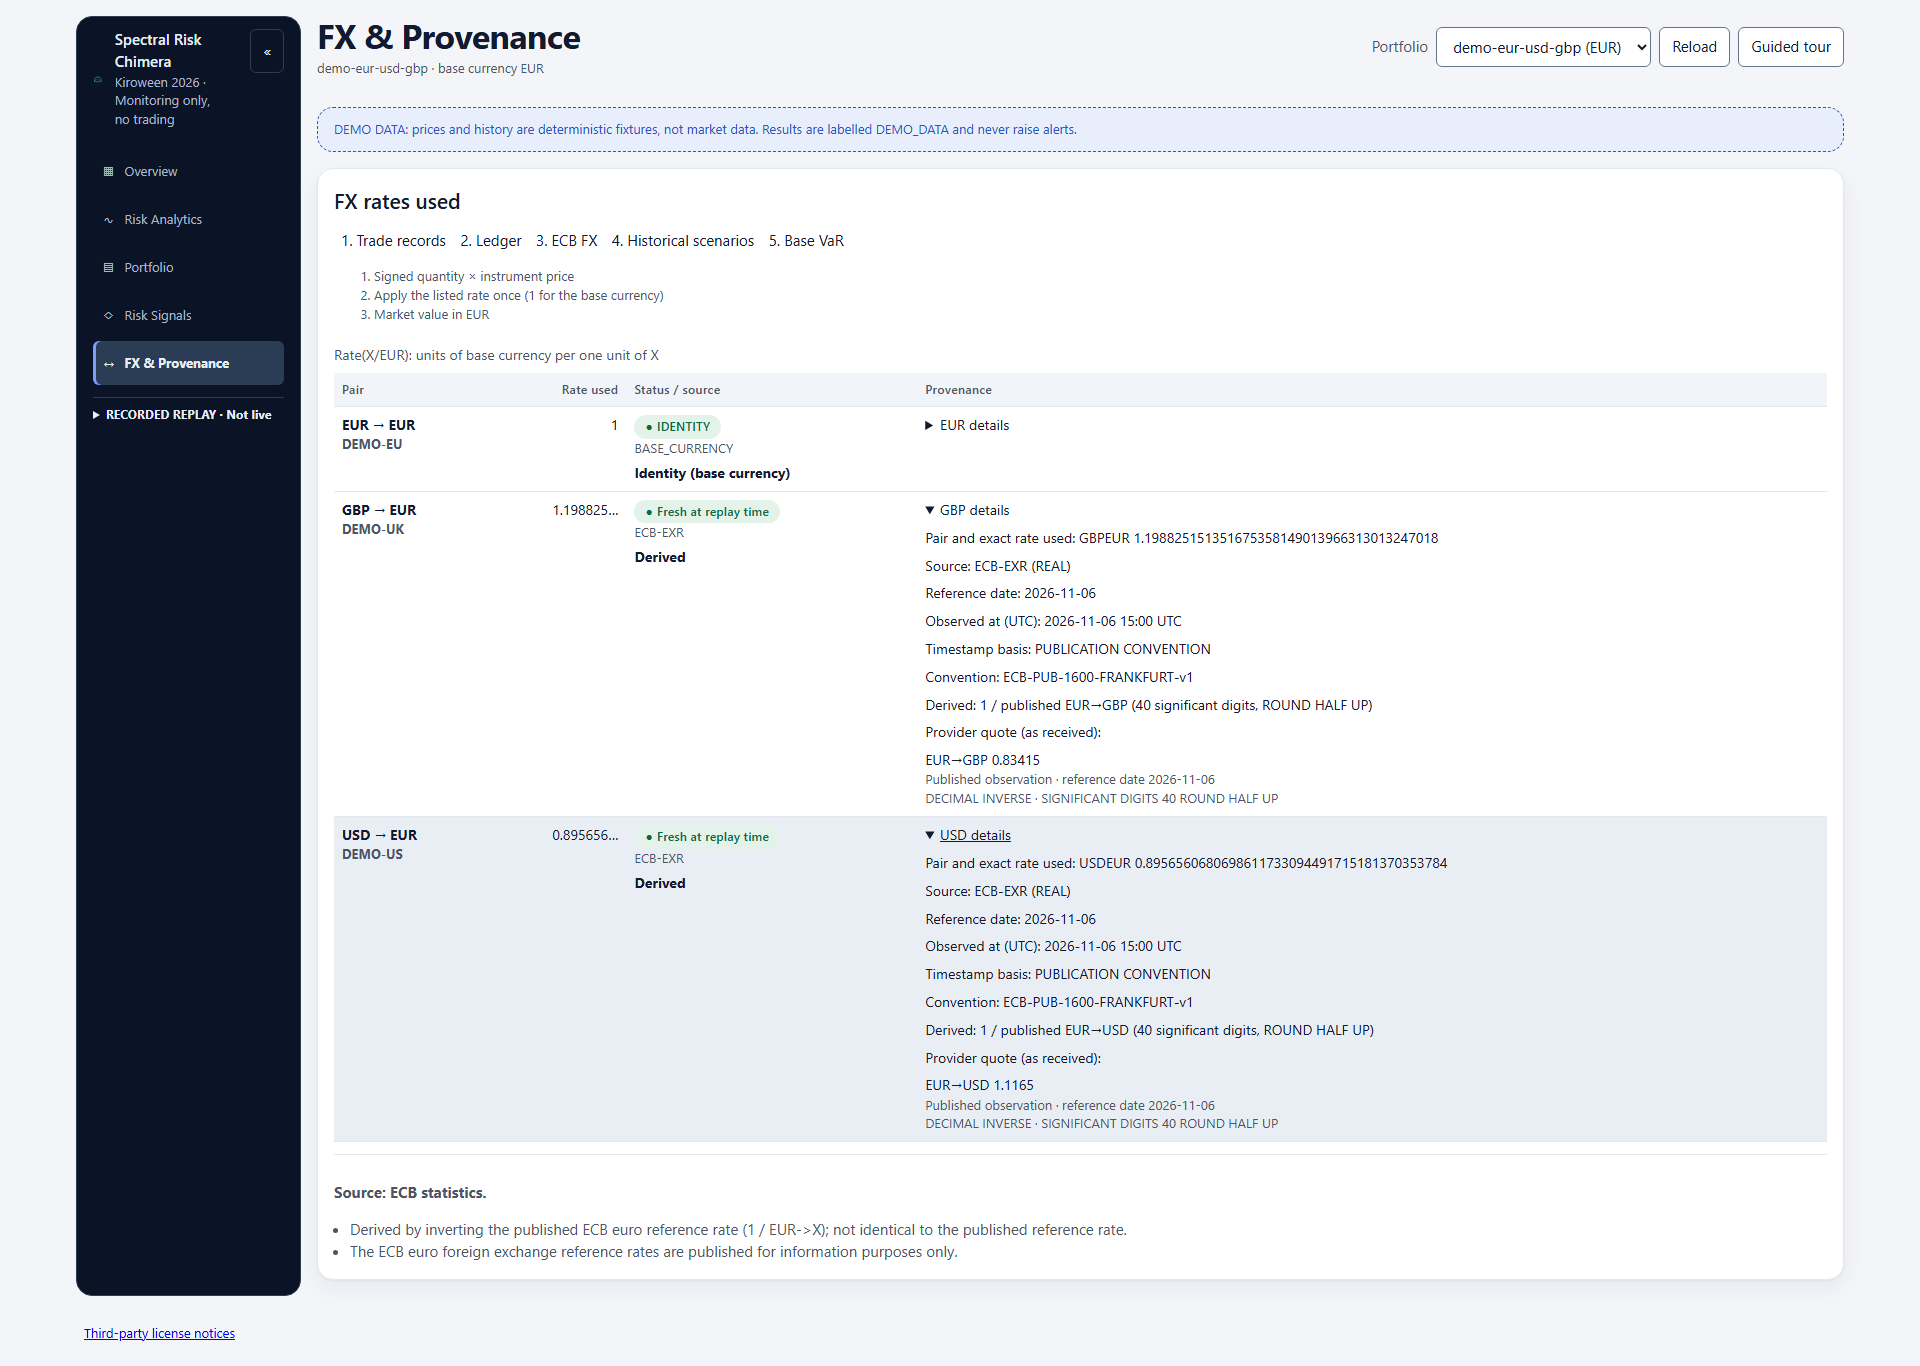 Spectral Risk
Chimera
Kiroween 2026 ·
Monitoring only,
no trading
«
Overview
Risk Analytics
Portfolio
Risk Signals
FX & Provenance
RECORDED REPLAY · Not live
FX & Provenance
demo-eur-usd-gbp · base currency EUR
Portfolio demo-eur-usd-gbp (EUR) Reload Guided tour
DEMO DATA: prices and history are deterministic fixtures, not market data. Results are labelled DEMO_DATA and never raise alerts.
FX rates used
1. Trade records 2. Ledger 3. ECB FX 4. Historical scenarios 5. Base VaR
1. Signed quantity × instrument price
2. Apply the listed rate once (1 for the base currency)
3. Market value in EUR
Rate(X/EUR): units of base currency per one unit of X
Pair Rate used Status / source Provenance
EUR → EUR 1 • IDENTITY ▶ EUR details
DEMO-EU BASE_CURRENCY
Identity (base currency)
GBP → EUR 1.198825... • Fresh at replay time ▼ GBP details
DEMO-UK ECB-EXR
Derived
Pair and exact rate used: GBPEUR 1.198825151351675358149013966313013247018
Source: ECB-EXR (REAL)
Reference date: 2026-11-06
Observed at (UTC): 2026-11-06 15:00 UTC
Timestamp basis: PUBLICATION CONVENTION
Convention: ECB-PUB-1600-FRANKFURT-v1
Derived: 1 / published EUR→GBP (40 significant digits, ROUND HALF UP)
Provider quote (as received):
EUR→GBP 0.83415
Published observation · reference date 2026-11-06
DECIMAL INVERSE · SIGNIFICANT DIGITS 40 ROUND HALF UP
USD → EUR 0.895656... • Fresh at replay time ▼ USD details
DEMO-US ECB-EXR
Derived
Pair and exact rate used: USDEUR 0.8956560680698611733094491715181370353784
Source: ECB-EXR (REAL)
Reference date: 2026-11-06
Observed at (UTC): 2026-11-06 15:00 UTC
Timestamp basis: PUBLICATION CONVENTION
Convention: ECB-PUB-1600-FRANKFURT-v1
Derived: 1 / published EUR→USD (40 significant digits, ROUND HALF UP)
Provider quote (as received):
EUR→USD 1.1165
Published observation · reference date 2026-11-06
DECIMAL INVERSE · SIGNIFICANT DIGITS 40 ROUND HALF UP
Source: ECB statistics.
• Derived by inverting the published ECB euro reference rate (1 / EUR->X); not identical to the published reference rate.
• The ECB euro foreign exchange reference rates are published for information purposes only.
Third-party license notices